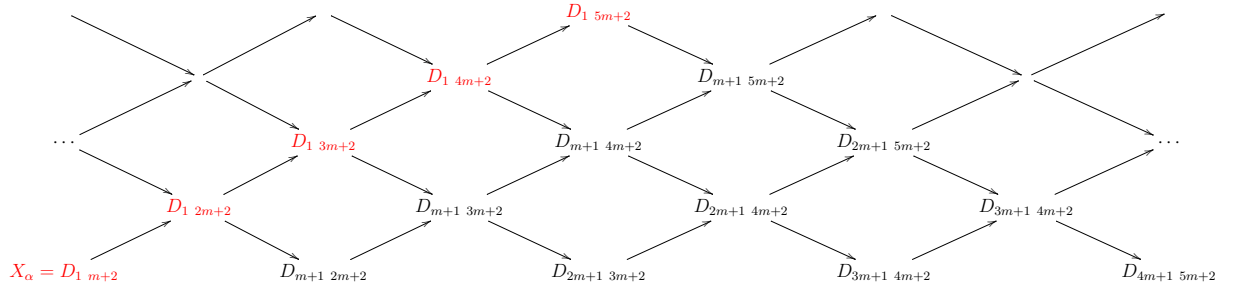 D₁ ₅ₘ₊₂
D₁ ₄ₘ₊₂ Dₘ₊₁ ₅ₘ₊₂
… D₁ ₃ₘ₊₂ Dₘ₊₁ ₄ₘ₊₂ D₂ₘ₊₁ ₅ₘ₊₂ …
D₁ ₂ₘ₊₂ Dₘ₊₁ ₃ₘ₊₂ D₂ₘ₊₁ ₄ₘ₊₂ D₃ₘ₊₁ ₄ₘ₊₂
X_α = D₁ ₘ₊₂ Dₘ₊₁ ₂ₘ₊₂ D₂ₘ₊₁ ₃ₘ₊₂ D₃ₘ₊₁ ₄ₘ₊₂ D₄ₘ₊₁ ₅ₘ₊₂